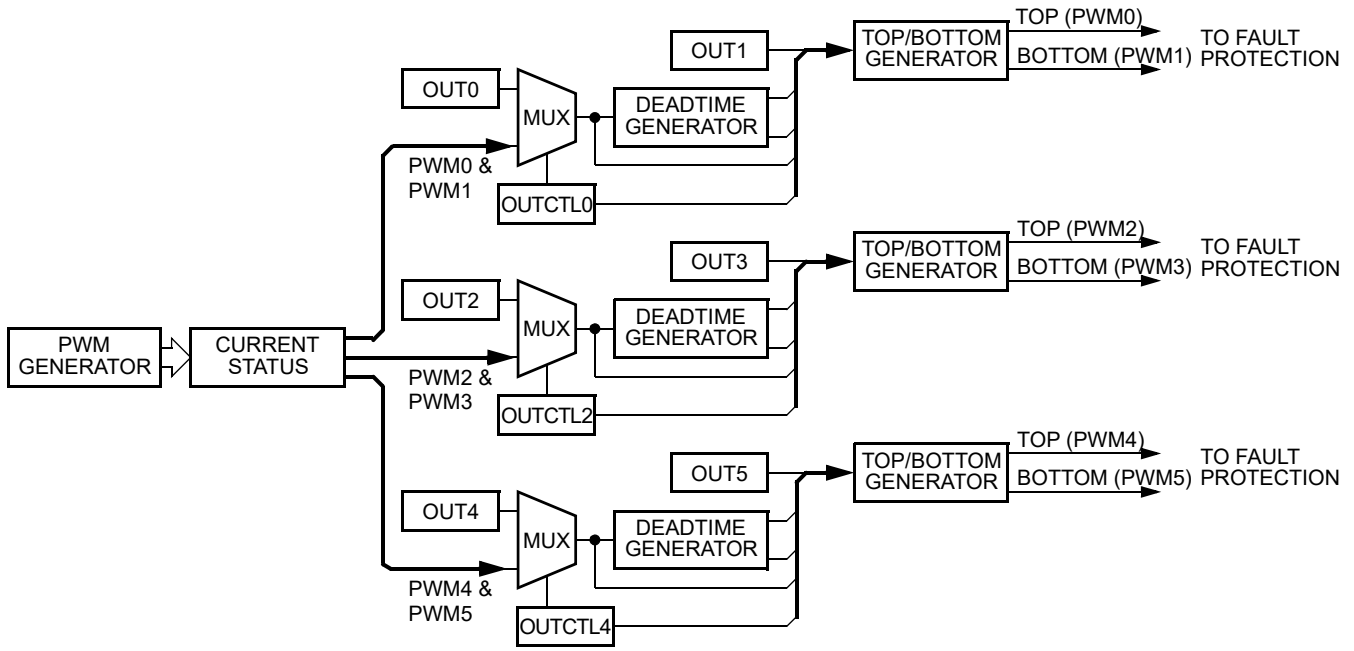 TOP (PWM0)
OUT1
TOP/BOTTOM
GENERATOR
BOTTOM (PWM1)
TO FAULT
PROTECTION
OUT0
MUX
DEADTIME
GENERATOR
PWM0 &
PWM1
OUTCTL0
TOP (PWM2)
OUT3
TOP/BOTTOM
GENERATOR
BOTTOM (PWM3)
TO FAULT
PROTECTION
OUT2
MUX
DEADTIME
GENERATOR
PWM
GENERATOR
CURRENT
STATUS
PWM2 &
PWM3
OUTCTL2
TOP (PWM4)
OUT5
TOP/BOTTOM
GENERATOR
BOTTOM (PWM5)
TO FAULT
PROTECTION
OUT4
MUX
DEADTIME
GENERATOR
PWM4 &
PWM5
OUTCTL4